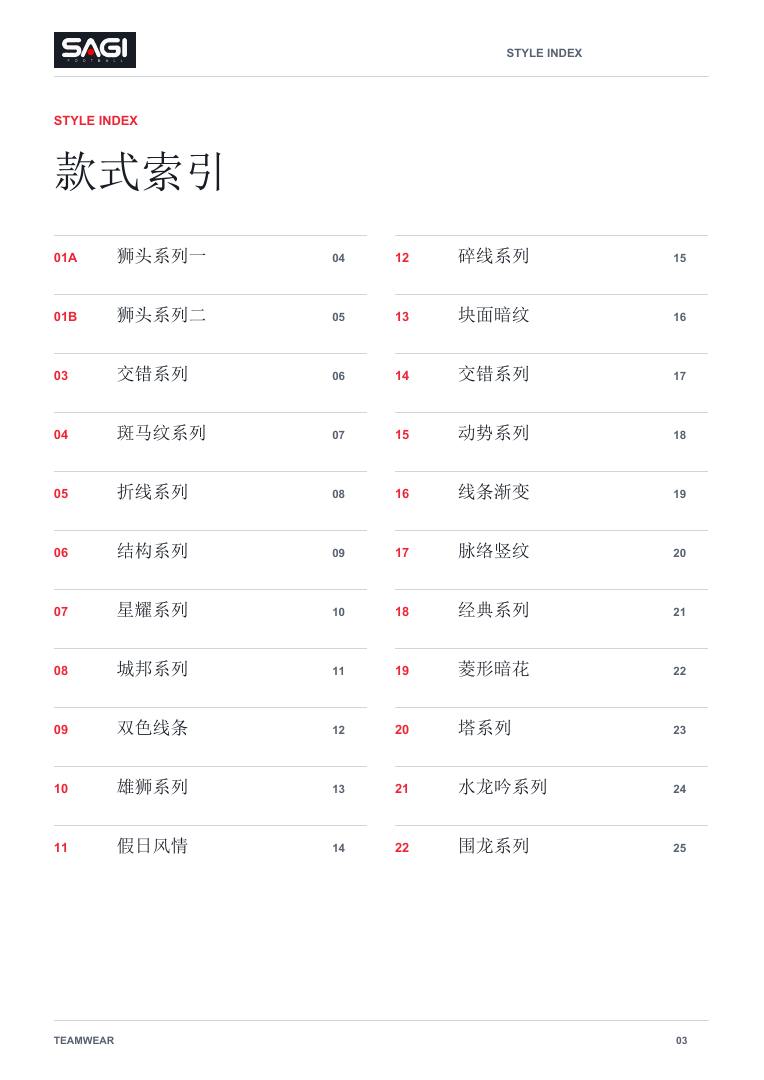 SAGI
FOOTBALL
STYLE INDEX
STYLE INDEX
款式索引
01A 狮头系列一 04
01B 狮头系列二 05
03 交错系列 06
04 斑马纹系列 07
05 折线系列 08
06 结构系列 09
07 星耀系列 10
08 城邦系列 11
09 双色线条 12
10 雄狮系列 13
11 假日风情 14
12 碎线系列 15
13 块面暗纹 16
14 交错系列 17
15 动势系列 18
16 线条渐变 19
17 脉络竖纹 20
18 经典系列 21
19 菱形暗花 22
20 塔系列 23
21 水龙吟系列 24
22 围龙系列 25
TEAMWEAR 03